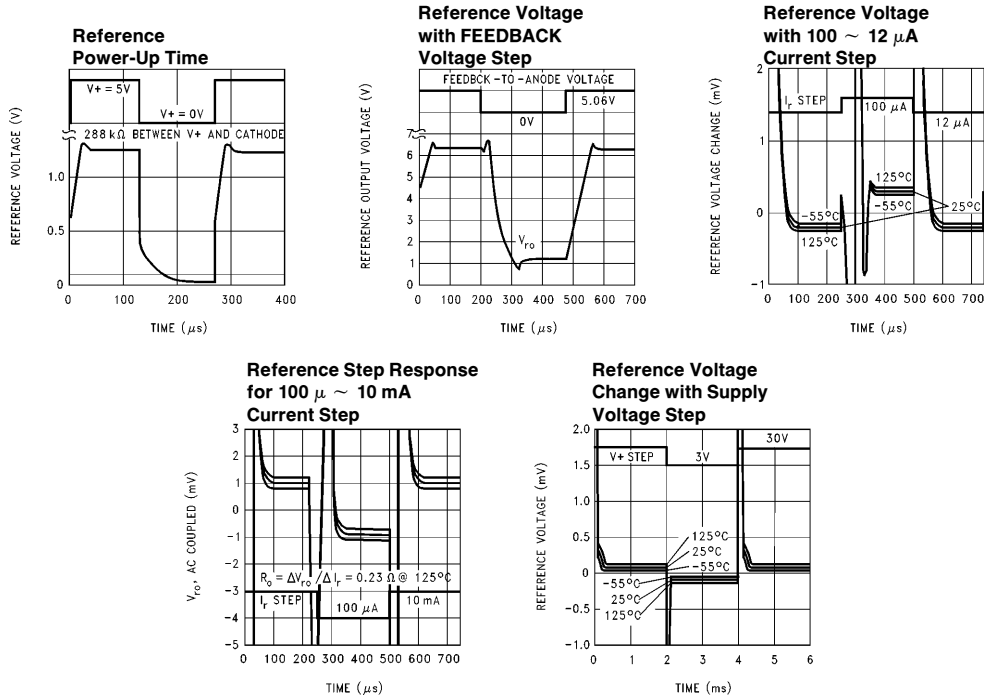 Reference
Power-Up Time
REFERENCE VOLTAGE (V)
V+ = 5V
V+ = 0V
288 kΩ BETWEEN V+ AND CATHODE
1.0
0.5
0
0 100 200 300 400
TIME (μs)
Reference Voltage
with FEEDBACK
Voltage Step
REFERENCE OUTPUT VOLTAGE (V)
FEEDBCK -TO -ANODE VOLTAGE
5.06V
0V
7
6
5
4
3
2
1
0
V_ro
0 100 200 300 400 500 600 700
TIME (μs)
Reference Voltage
with 100 ~ 12 μA
Current Step
REFERENCE VOLTAGE CHANGE (mV)
2
1
0
-1
I_r STEP
100 μA
12 μA
125°C
-55°C
25°C
-55°C
125°C
0 100 200 300 400 500 600 700
TIME (μs)
Reference Step Response
for 100 μ ~ 10 mA
Current Step
V_ro, AC COUPLED (mV)
3
2
1
0
-1
-2
-3
-4
-5
R_o = ΔV_ro /Δ I_r = 0.23 Ω @ 125°C
I_r STEP
100 μA
10 mA
0 100 200 300 400 500 600 700
TIME (μs)
Reference Voltage
Change with Supply
Voltage Step
REFERENCE VOLTAGE (mV)
2.0
1.5
1.0
0.5
0
-0.5
-1.0
V+ STEP
3V
30V
125°C
25°C
-55°C
-55°C
25°C
125°C
0 1 2 3 4 5 6
TIME (ms)